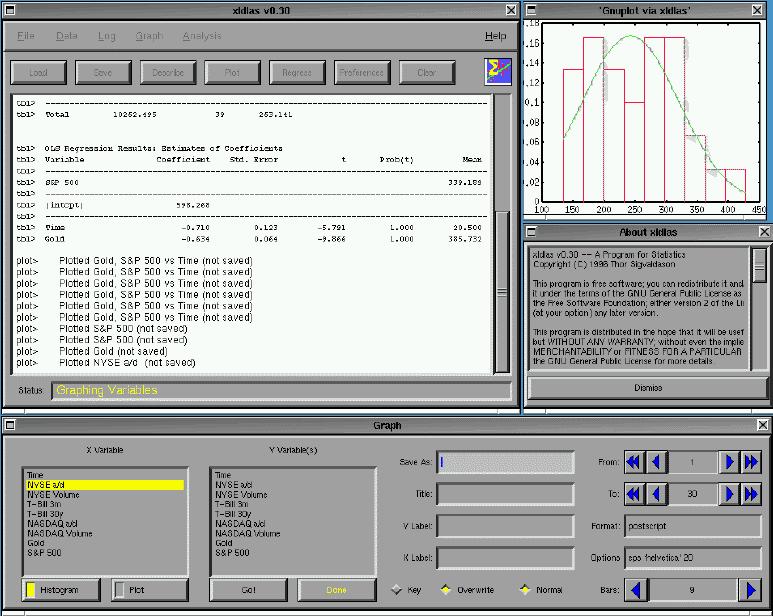 xldlas v0.30
File Data Log Graph Analysis Help
Load Save Describe Plot Regress Preferences Clear
tbl> Total 10252.495 39 263.141
tbl> OLS Regression Results: Estimates of Coefficients
tbl> Variable Coefficient Std. Error t Prob(t) Mean
tbl> S&P 500 339.184
tbl> |intcpt| 598.268
tbl> Time -0.710 0.123 -5.791 1.000 20.500
tbl> Gold -0.634 0.064 -9.866 1.000 385.732
plot> Plotted Gold, S&P 500 vs Time (not saved)
plot> Plotted Gold, S&P 500 vs Time (not saved)
plot> Plotted Gold, S&P 500 vs Time (not saved)
plot> Plotted Gold, S&P 500 vs Time (not saved)
plot> Plotted Gold, S&P 500 vs Time (not saved)
plot> Plotted Gold, S&P 500 vs Time (not saved)
plot> Plotted S&P 500 (not saved)
plot> Plotted S&P 500 (not saved)
plot> Plotted Gold (not saved)
plot> Plotted NYSE a/d (not saved)
Status: Graphing Variables
'Gnuplot via xldlas'
0.18
0.16
0.14
0.12
0.1
0.08
0.06
0.04
0.02
0
100 150 200 250 300 350 400 450
About xldlas
xldlas v0.30 -- A Program for Statistics
Copyright (C) 1996 Thor Sigvaldason
This program is free software; you can redistribute it and
it under the terms of the GNU General Public License as
the Free Software Foundation; either version 2 of the Li
(at your option) any later version.
This program is distributed in the hope that it will be usef
but WITHOUT ANY WARRANTY; without even the implie
MERCHANTABILITY or FITNESS FOR A PARTICULAR
the GNU General Public License for more details.
Dismiss
Graph
X Variable
Time
NYSE a/d
NYSE Volume
T-Bill 3m
T-Bill 30y
NASDAQ a/d
NASDAQ Volume
Gold
S&P 500
Histogram Plot
Y Variable(s)
Time
NYSE a/d
NYSE Volume
T-Bill 3m
T-Bill 30y
NASDAQ a/d
NASDAQ Volume
Gold
S&P 500
Go! Done
Save As:
Title:
Y Label:
X Label:
Key Overwrite Normal
From: 1
To: 30
Format: postscript
Options eps 'helvetica' 20
Bars: 9